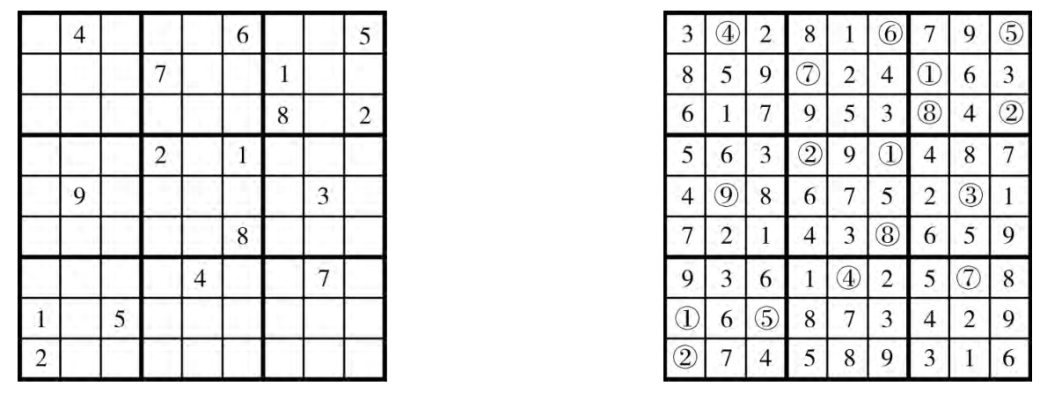 4 6 5
7 1
8 2
2 1
9 3
8
4 7
1 5
2
3 ④ 2 8 1 ⑥ 7 9 ⑤
8 5 9 ⑦ 2 4 ① 6 3
6 1 7 9 5 3 ⑧ 4 ②
5 6 3 ② 9 ① 4 8 7
4 ⑨ 8 6 7 5 2 ③ 1
7 2 1 4 3 ⑧ 6 5 9
9 3 6 1 ④ 2 5 ⑦ 8
① 6 ⑤ 8 7 3 4 2 9
② 7 4 5 8 9 3 1 6